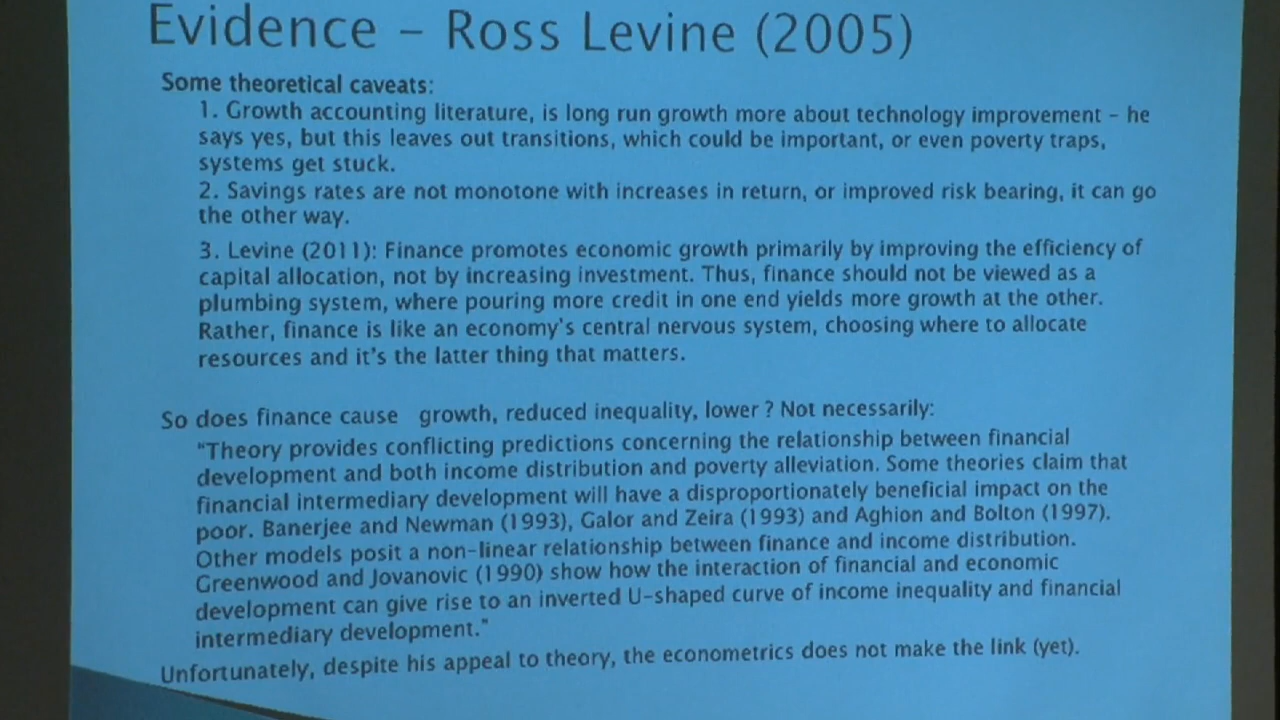 Evidence – Ross Levine (2005)
Some theoretical caveats:
1. Growth accounting literature, is long run growth more about technology improvement – he
says yes, but this leaves out transitions, which could be important, or even poverty traps,
systems get stuck.
2. Savings rates are not monotone with increases in return, or improved risk bearing, it can go
the other way.
3. Levine (2011): Finance promotes economic growth primarily by improving the efficiency of
capital allocation, not by increasing investment. Thus, finance should not be viewed as a
plumbing system, where pouring more credit in one end yields more growth at the other.
Rather, finance is like an economy's central nervous system, choosing where to allocate
resources and it's the latter thing that matters.
So does finance cause growth, reduced inequality, lower ? Not necessarily:
"Theory provides conflicting predictions concerning the relationship between financial
development and both income distribution and poverty alleviation. Some theories claim that
financial intermediary development will have a disproportionately beneficial impact on the
poor. Banerjee and Newman (1993), Galor and Zeira (1993) and Aghion and Bolton (1997).
Other models posit a non-linear relationship between finance and income distribution.
Greenwood and Jovanovic (1990) show how the interaction of financial and economic
development can give rise to an inverted U-shaped curve of income inequality and financial
intermediary development."
Unfortunately, despite his appeal to theory, the econometrics does not make the link (yet).